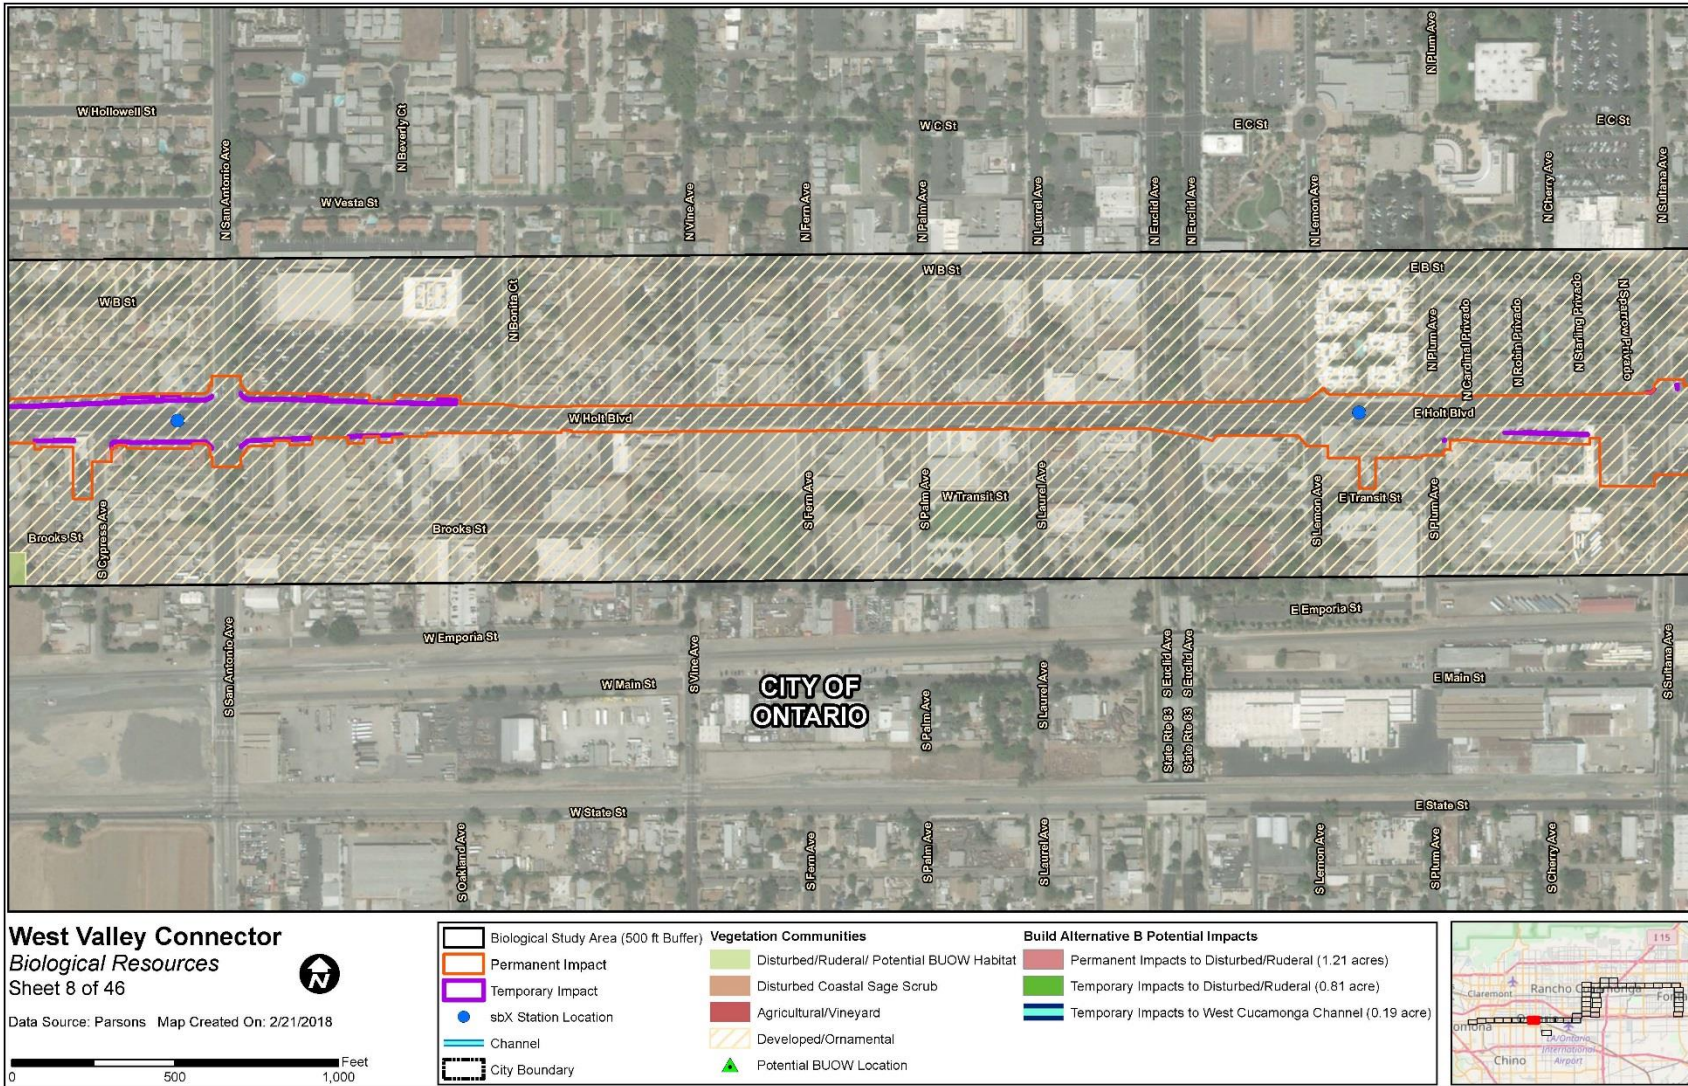 N Plum Ave
W Hollowell St
N Beverly Ct
N San Antonio Ave
W C St
E C St
E C St
W Vesta St
N Vine Ave
N Fern Ave
N Palm Ave
N Laurel Ave
N Euclid Ave
N Euclid Ave
N Lemon Ave
N Cherry Ave
N Sultana Ave
W B St
E B St
W B St
N Bonita Ct
N Plum Ave
N Cardinal Privado
N Robin Privado
N Starling Privado
N Sparrow Privado
W Holt Blvd
E Holt Blvd
S Fern Ave
S Palm Ave
W Transit St
S Laurel Ave
S Lemon Ave
E Transit St
S Plum Ave
Brooks St
S Cypress Ave
Brooks St
E Emporia St
W Emporia St
S San Antonio Ave
S Vine Ave
W Main St
CITY OF
ONTARIO
S Palm Ave
S Laurel Ave
State Rte 83 S Euclid Ave
State Rte 83 S Euclid Ave
E Main St
S Sultana Ave
W State St
E State St
S Oakland Ave
S Fern Ave
S Palm Ave
S Laurel Ave
S Lemon Ave
S Plum Ave
S Cherry Ave
West Valley Connector
Biological Resources
Sheet 8 of 46
N
Data Source: Parsons Map Created On: 2/21/2018
Feet
0 500 1,000
Biological Study Area (500 ft Buffer)
Permanent Impact
Temporary Impact
sbX Station Location
Channel
City Boundary
Vegetation Communities
Disturbed/Ruderal/ Potential BUOW Habitat
Disturbed Coastal Sage Scrub
Agricultural/Vineyard
Developed/Ornamental
Potential BUOW Location
Build Alternative B Potential Impacts
Permanent Impacts to Disturbed/Ruderal (1.21 acres)
Temporary Impacts to Disturbed/Ruderal (0.81 acre)
Temporary Impacts to West Cucamonga Channel (0.19 acre)
I 15
Claremont
Rancho Cucamonga
Fonta
omona
LA/Ontario
International
Airport
Chino